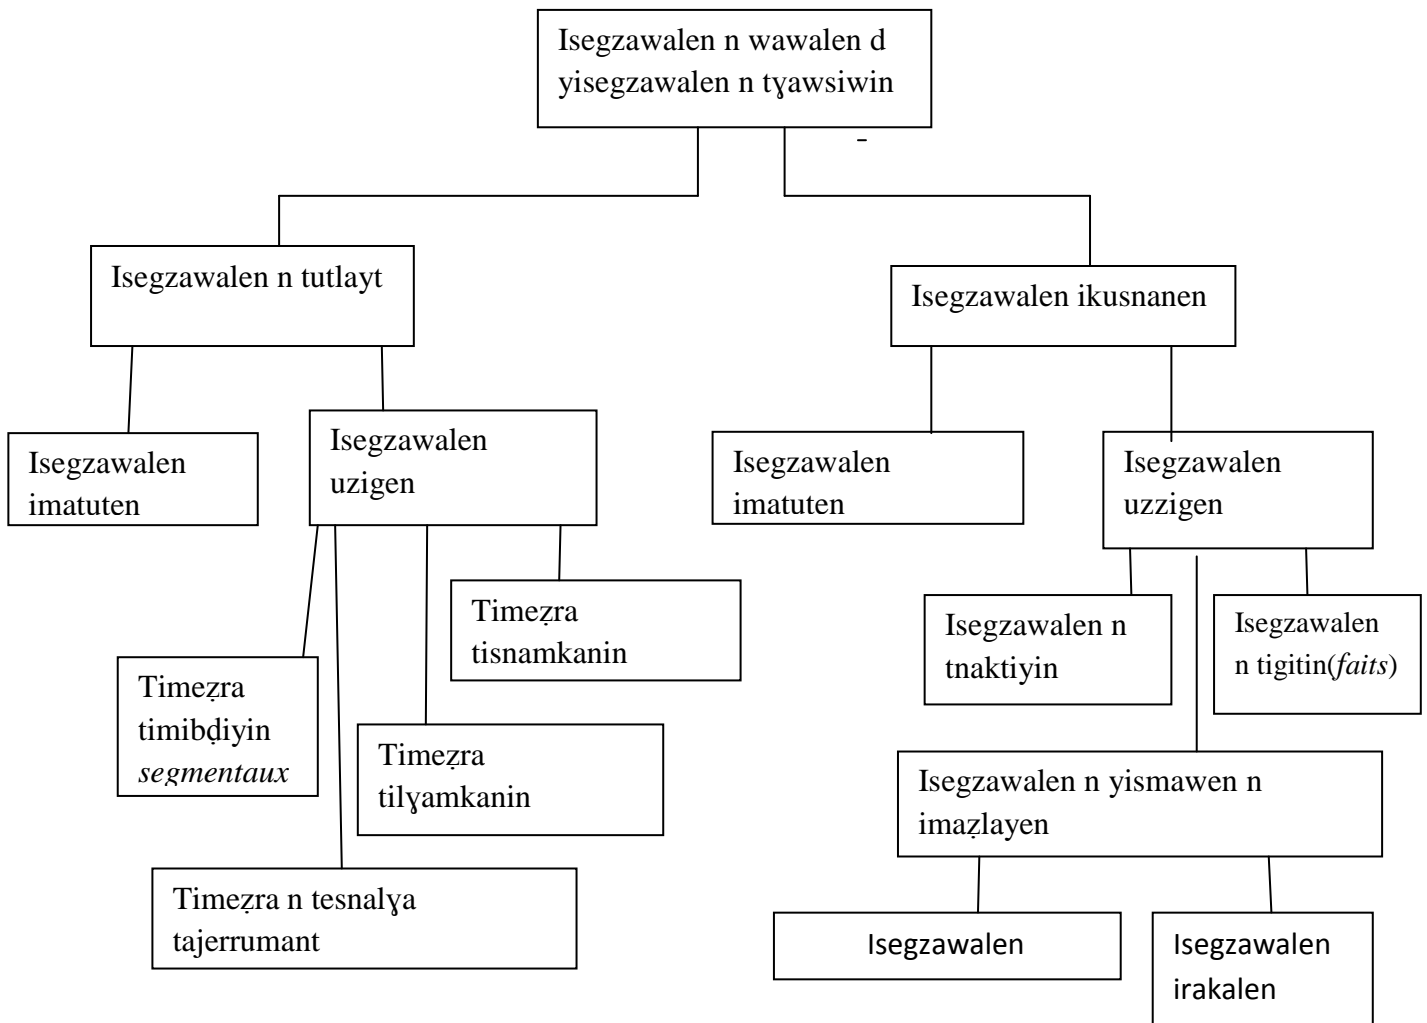 Isegzawalen n wawalen d
yisegzawalen n tɣawsiwin
Isegzawalen n tutlayt
Isegzawalen ikusnanen
Isegzawalen
imatuten
Isegzawalen
uzigen
Isegzawalen
imatuten
Isegzawalen
uzzigen
Timeẓra
timibḍiyin
segmentaux
Timeẓra
tisnamkanin
Timeẓra
tilɣamkanin
Timeẓra n tesnalɣa
tajerrumant
Isegzawalen n
tnaktiyin
Isegzawalen
n tigitin(faits)
Isegzawalen n yismawen n
imaẓlayen
Isegzawalen
Isegzawalen
irakalen